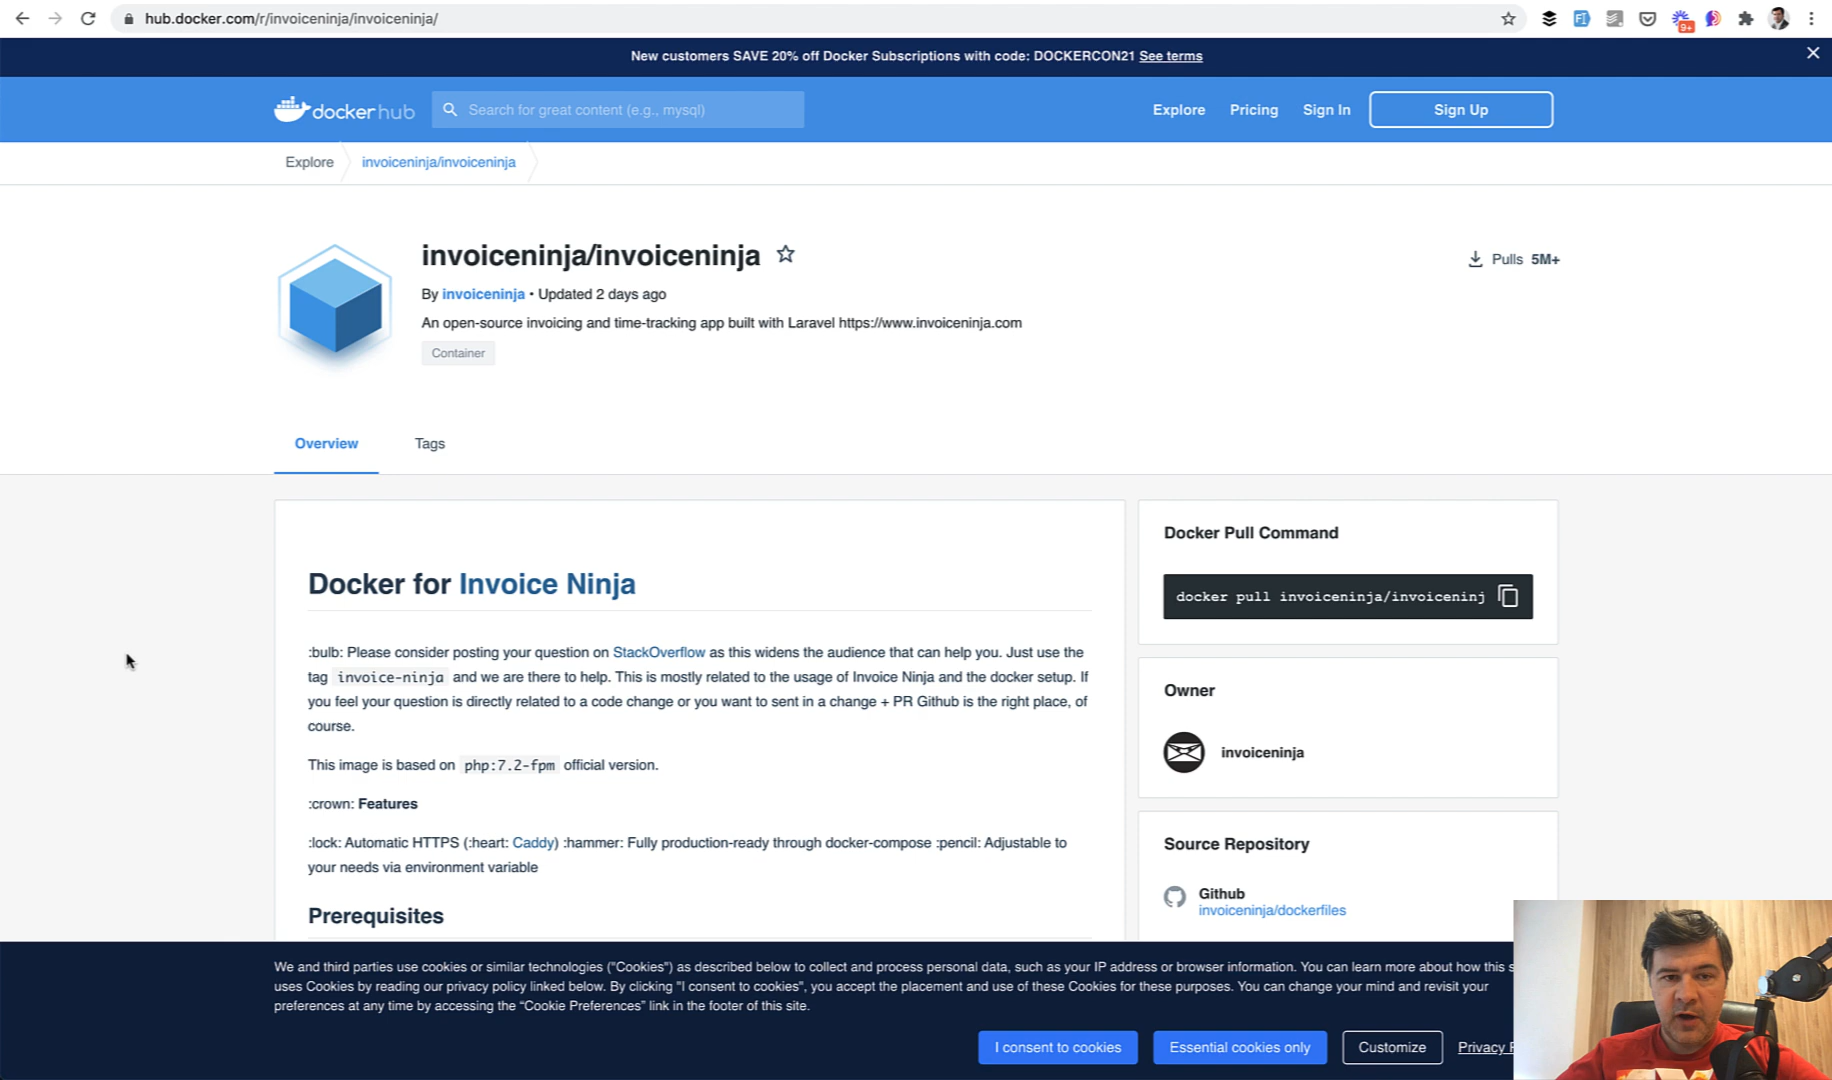 hub.docker.com/r/invoiceninja/invoiceninja/
9+
New customers SAVE 20% off Docker Subscriptions with code: DOCKERCON21 See terms
docker hub
Search for great content (e.g., mysql)
Explore
Pricing
Sign In
Sign Up
Explore
invoiceninja/invoiceninja
invoiceninja/invoiceninja
Pulls 5M+
By invoiceninja • Updated 2 days ago
An open-source invoicing and time-tracking app built with Laravel https://www.invoiceninja.com
Container
Overview
Tags
Docker for Invoice Ninja
:bulb: Please consider posting your question on StackOverflow as this widens the audience that can help you. Just use the
tag invoice-ninja and we are there to help. This is mostly related to the usage of Invoice Ninja and the docker setup. If
you feel your question is directly related to a code change or you want to sent in a change + PR Github is the right place, of
course.
This image is based on php:7.2-fpm official version.
:crown: Features
:lock: Automatic HTTPS (:heart: Caddy) :hammer: Fully production-ready through docker-compose :pencil: Adjustable to
your needs via environment variable
Prerequisites
Docker Pull Command
docker pull invoiceninja/invoiceninj
Owner
invoiceninja
Source Repository
Github
invoiceninja/dockerfiles
We and third parties use cookies or similar technologies ("Cookies") as described below to collect and process personal data, such as your IP address or browser information. You can learn more about how this s
uses Cookies by reading our privacy policy linked below. By clicking "I consent to cookies", you accept the placement and use of these Cookies for these purposes. You can change your mind and revisit your
preferences at any time by accessing the “Cookie Preferences” link in the footer of this site.
I consent to cookies
Essential cookies only
Customize
Privacy